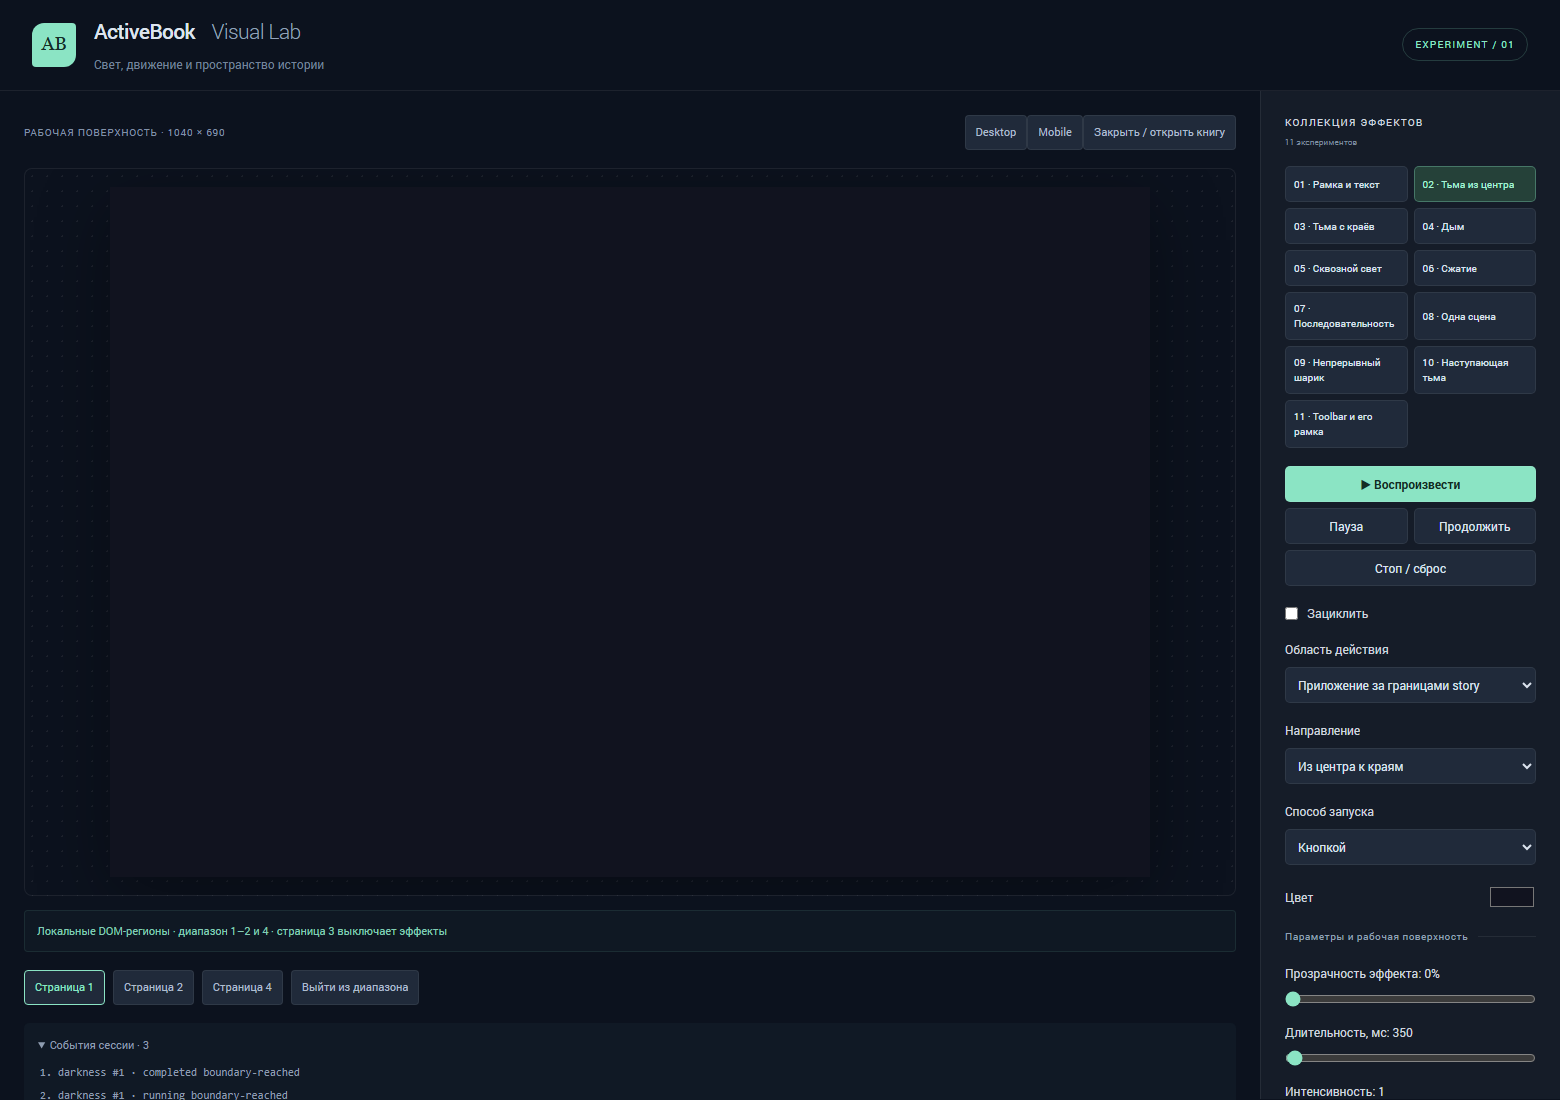 AB
ActiveBook Visual Lab
Свет, движение и пространство истории
EXPERIMENT / 01
РАБОЧАЯ ПОВЕРХНОСТЬ · 1040 × 690
Desktop
Mobile
Закрыть / открыть книгу
Локальные DOM-регионы · диапазон 1–2 и 4 · страница 3 выключает эффекты
Страница 1
Страница 2
Страница 4
Выйти из диапазона
▼ События сессии · 3
1. darkness #1 · completed boundary-reached
2. darkness #1 · running boundary-reached
КОЛЛЕКЦИЯ ЭФФЕКТОВ
11 экспериментов
01 · Рамка и текст
02 · Тьма из центра
03 · Тьма с краёв
04 · Дым
05 · Сквозной свет
06 · Сжатие
07 ·
Последовательность
08 · Одна сцена
09 · Непрерывный
шарик
10 · Наступающая
тьма
11 · Toolbar и его
рамка
▶ Воспроизвести
Пауза
Продолжить
Стоп / сброс
Зациклить
Область действия
Приложение за границами story
Направление
Из центра к краям
Способ запуска
Кнопкой
Цвет
Параметры и рабочая поверхность
Прозрачность эффекта: 0%
Длительность, мс: 350
Интенсивность: 1